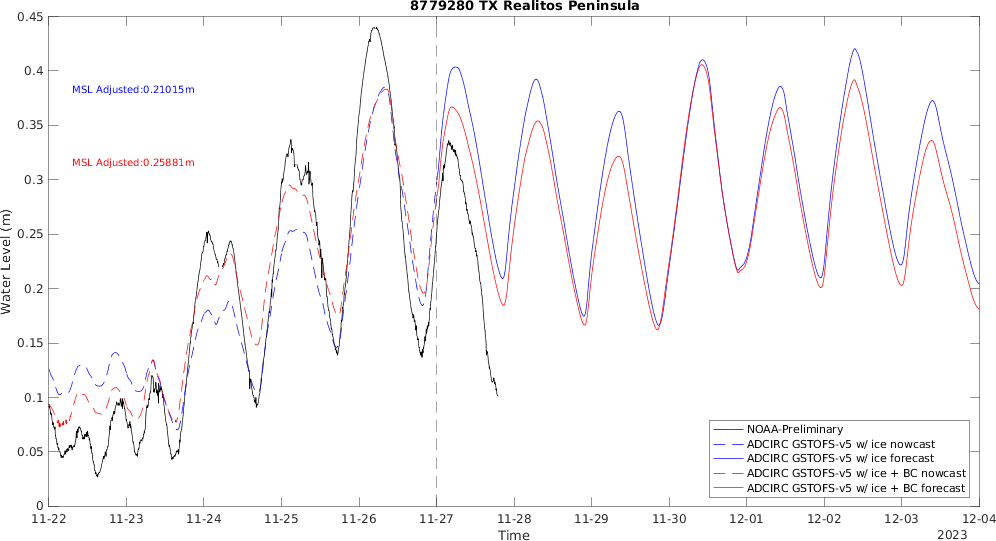 8779280 TX Realitos Peninsula
0.45
0.4
0.35
0.3
0.25
0.2
0.15
0.1
0.05
0
Water Level (m)
MSL Adjusted:0.21015m
MSL Adjusted:0.25881m
NOAA-Preliminary
ADCIRC GSTOFS-v5 w/ ice nowcast
ADCIRC GSTOFS-v5 w/ ice forecast
ADCIRC GSTOFS-v5 w/ ice + BC nowcast
ADCIRC GSTOFS-v5 w/ ice + BC forecast
11-22 11-23 11-24 11-25 11-26 11-27 11-28 11-29 11-30 12-01 12-02 12-03 12-04
Time
2023